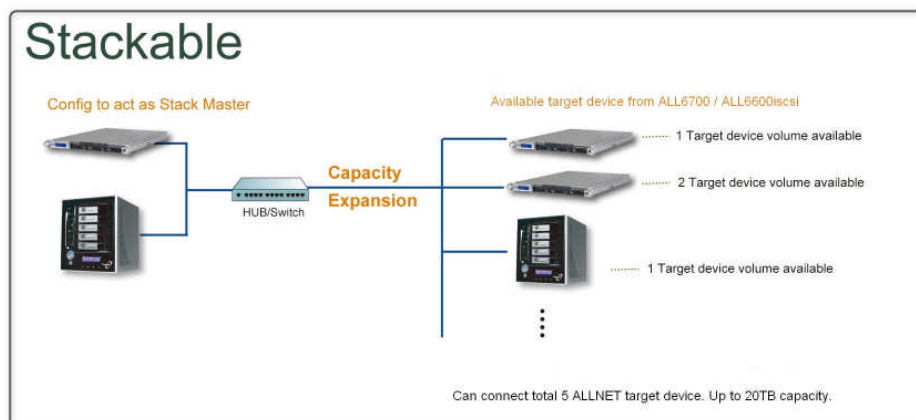 Stackable
Config to act as Stack Master
Available target device from ALL6700 / ALL6600iscsi
1 Target device volume available
Capacity
Expansion
2 Target device volume available
HUB/Switch
1 Target device volume available
Can connect total 5 ALLNET target device. Up to 20TB capacity.